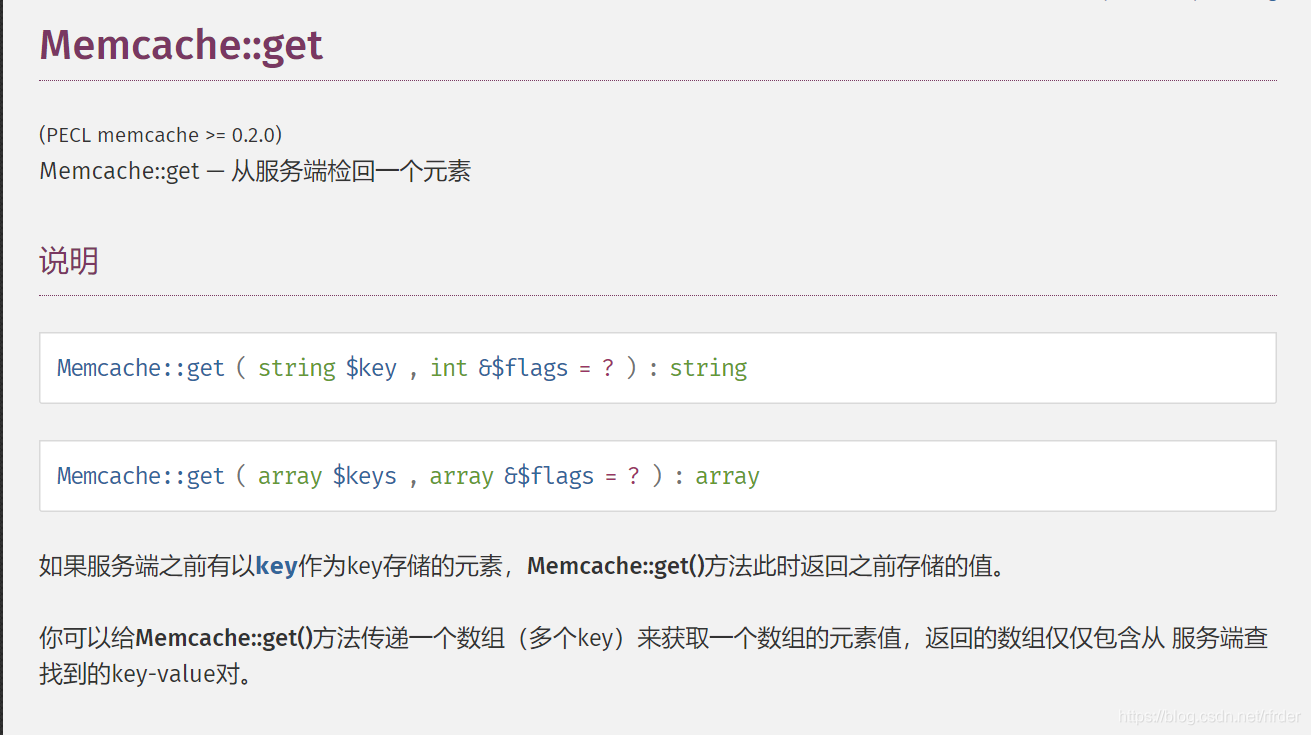 Memcache::get
(PECL memcache >= 0.2.0)
Memcache::get — 从服务端检回一个元素
说明
Memcache::get ( string $key , int &$flags = ? ) : string
Memcache::get ( array $keys , array &$flags = ? ) : array
如果服务端之前有以key作为key存储的元素，Memcache::get()方法此时返回之前存储的值。
你可以给Memcache::get()方法传递一个数组（多个key）来获取一个数组的元素值，返回的数组仅仅包含从 服务端查
找到的key-value对。
https://blog.csdn.net/rfrder